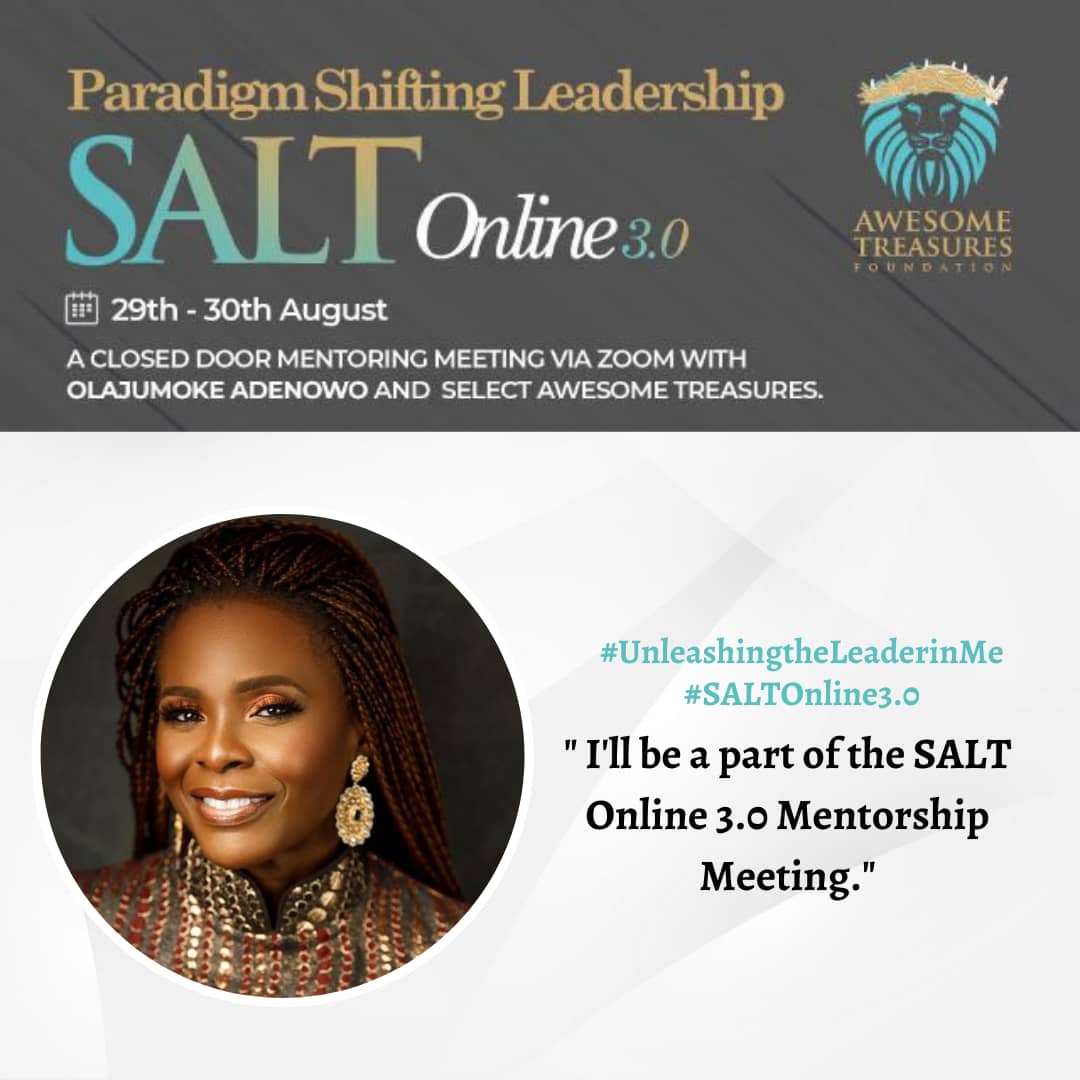 Paradigm Shifting Leadership
SALT Online 3.0
AWESOME
TREASURES
FOUNDATION
29th - 30th August
A CLOSED DOOR MENTORING MEETING VIA ZOOM WITH
OLAJUMOKE ADENOWO AND SELECT AWESOME TREASURES.
#UnleashingtheLeaderinMe
#SALTOnline3.0
" I'll be a part of the SALT
Online 3.0 Mentorship
Meeting."